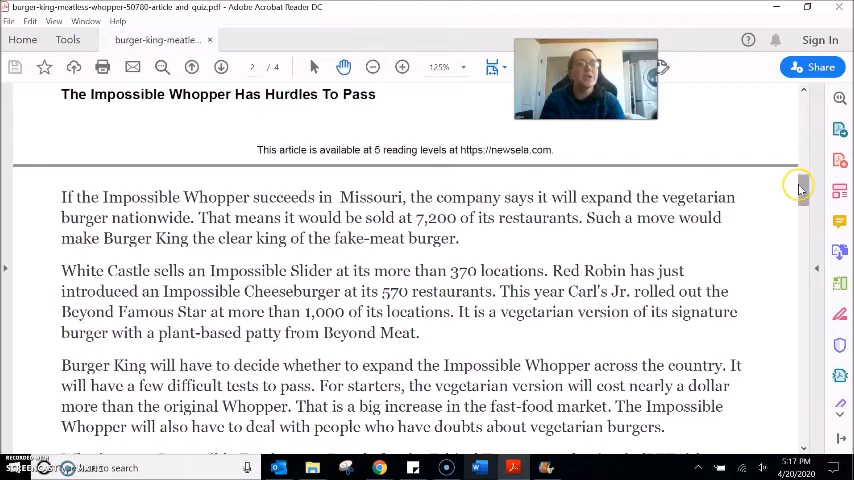 burger-king-meatless-whopper-50780-article and quiz.pdf - Adobe Acrobat Reader DC
File Edit View Window Help
Home Tools burger-king-meatle... × Sign In
2 / 4 125% Share
The Impossible Whopper Has Hurdles To Pass
This article is available at 5 reading levels at https://newsela.com.
If the Impossible Whopper succeeds in Missouri, the company says it will expand the vegetarian
burger nationwide. That means it would be sold at 7,200 of its restaurants. Such a move would
make Burger King the clear king of the fake-meat burger.
White Castle sells an Impossible Slider at its more than 370 locations. Red Robin has just
introduced an Impossible Cheeseburger at its 570 restaurants. This year Carl's Jr. rolled out the
Beyond Famous Star at more than 1,000 of its locations. It is a vegetarian version of its signature
burger with a plant-based patty from Beyond Meat.
Burger King will have to decide whether to expand the Impossible Whopper across the country. It
will have a few difficult tests to pass. For starters, the vegetarian version will cost nearly a dollar
more than the original Whopper. That is a big increase in the fast-food market. The Impossible
Whopper will also have to deal with people who have doubts about vegetarian burgers.
RECORDED WITH
to search
5:17 PM
4/20/2020